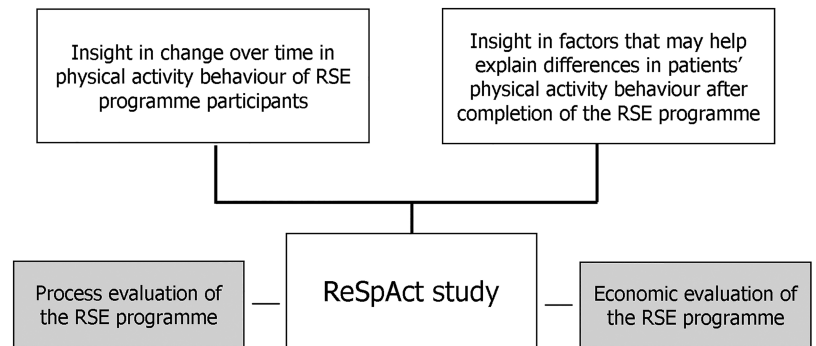 Insight in change over time in
physical activity behaviour of RSE
programme participants
Insight in factors that may help
explain differences in patients'
physical activity behaviour after
completion of the RSE programme
Process evaluation of
the RSE programme
ReSpAct study
Economic evaluation of
the RSE programme